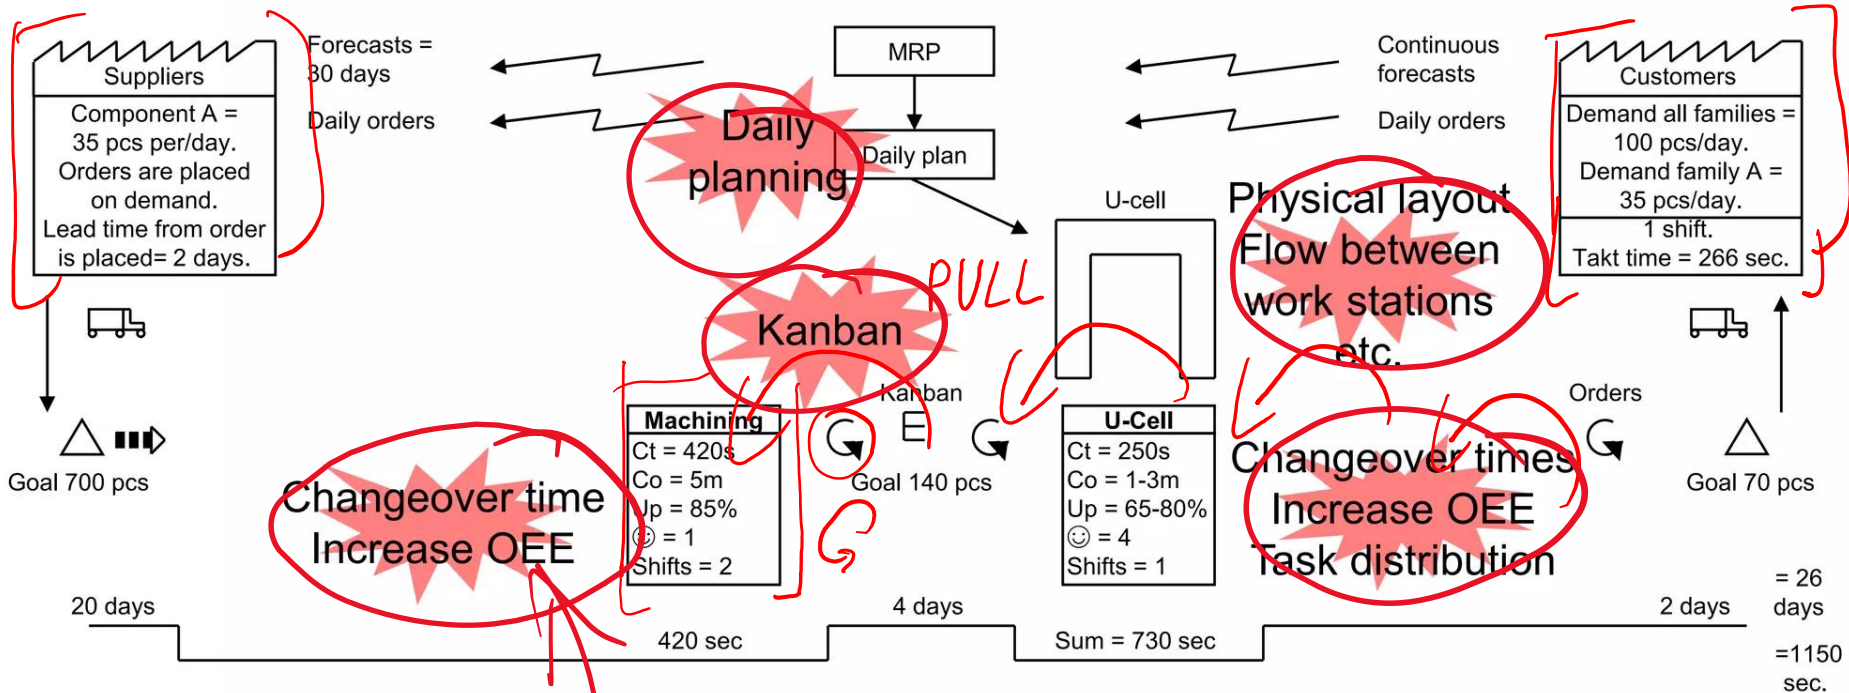 Suppliers
Component A =
35 pcs per/day.
Orders are placed
on demand.
Lead time from order
is placed= 2 days.
Forecasts =
30 days
Daily orders
MRP
Daily plan
Daily
planning
Continuous
forecasts
Daily orders
Customers
Demand all families =
100 pcs/day.
Demand family A =
35 pcs/day.
1 shift.
Takt time = 266 sec.
U-cell
Physical layout
Flow between
work stations
etc.
PULL
Kanban
Kanban
Orders
Goal 700 pcs
Changeover time
Increase OEE
Machining
Ct = 420s
Co = 5m
Up = 85%
☺ = 1
Shifts = 2
Goal 140 pcs
U-Cell
Ct = 250s
Co = 1-3m
Up = 65-80%
☺ = 4
Shifts = 1
Changeover times
Increase OEE
Task distribution
Goal 70 pcs
20 days
420 sec
4 days
Sum = 730 sec
2 days
= 26
days
=1150
sec.